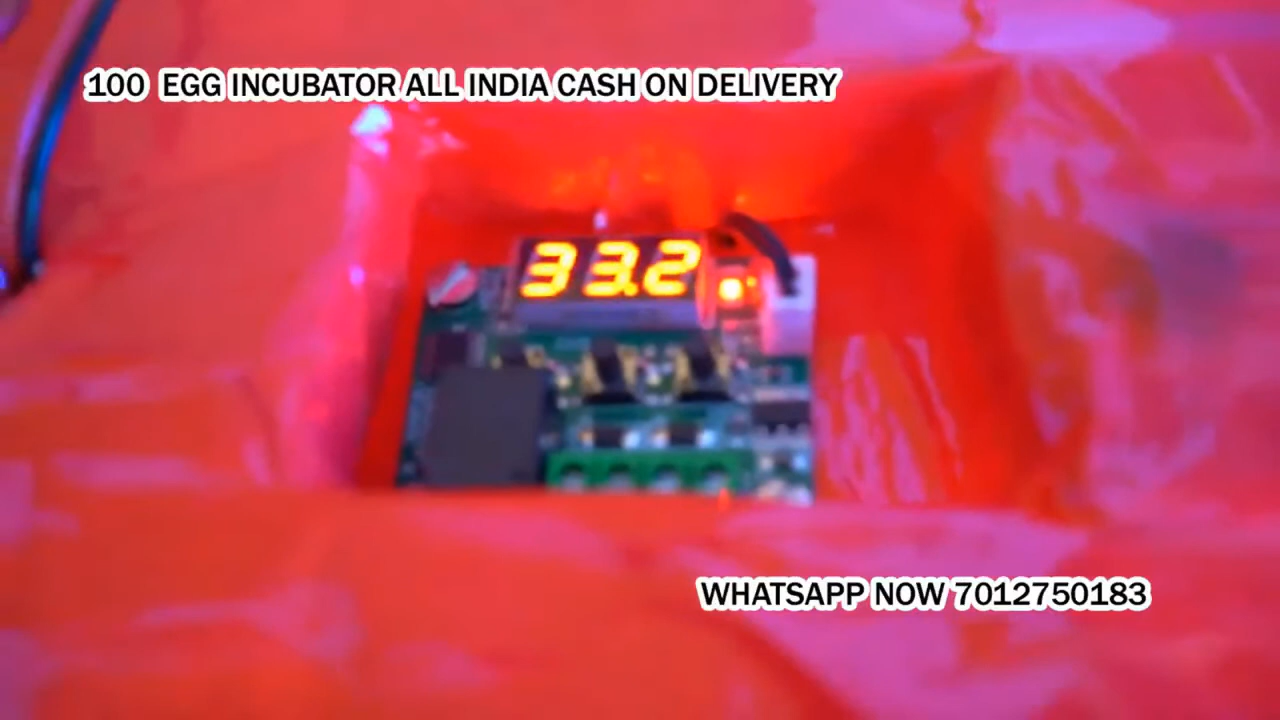 100 EGG INCUBATOR ALL INDIA CASH ON DELIVERY
33.2
WHATSAPP NOW 7012750183